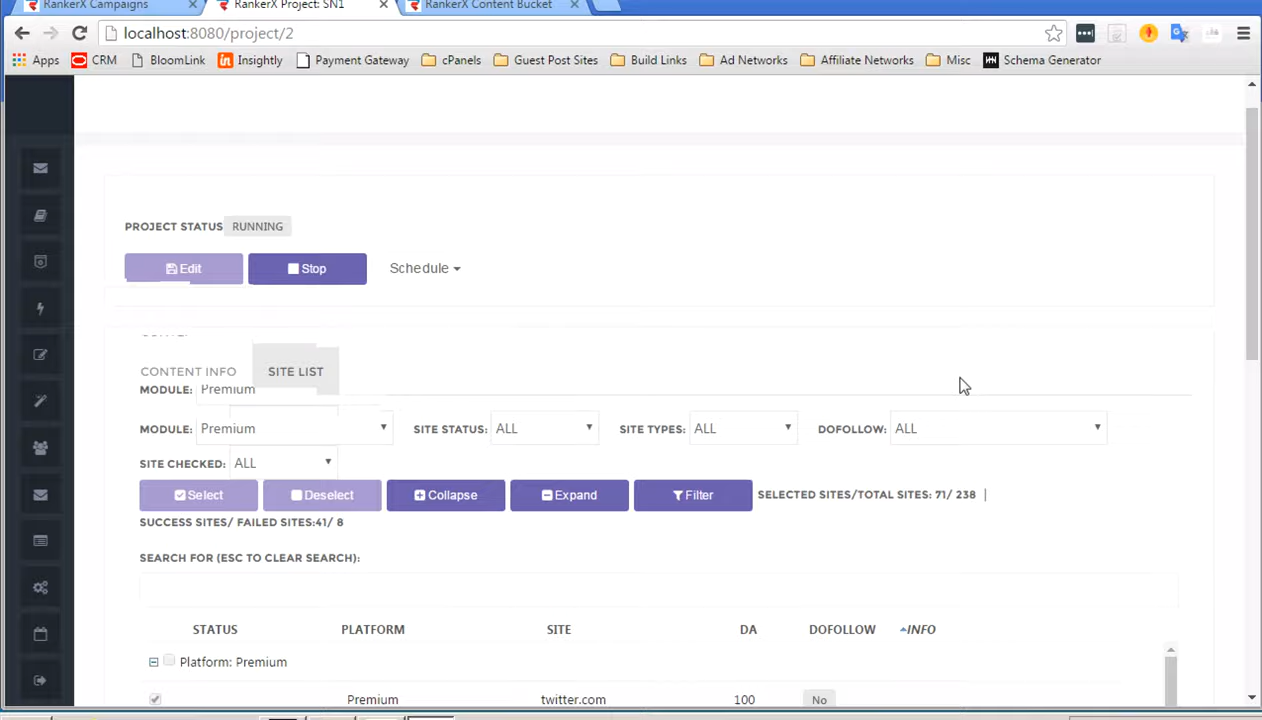 RankerX Campaigns RankerX Project: SN1 RankerX Content Bucket
localhost:8080/project/2
Apps CRM BloomLink Insightly Payment Gateway cPanels Guest Post Sites Build Links Ad Networks Affiliate Networks Misc Schema Generator
PROJECT STATUS RUNNING
Edit Stop Schedule
CONTENT INFO SITE LIST
MODULE: Premium
MODULE: Premium SITE STATUS: ALL SITE TYPES: ALL DOFOLLOW: ALL
SITE CHECKED: ALL
Select Deselect Collapse Expand Filter SELECTED SITES/TOTAL SITES: 71/ 238 |
SUCCESS SITES/ FAILED SITES:41/ 8
SEARCH FOR (ESC TO CLEAR SEARCH):
STATUS PLATFORM SITE DA DOFOLLOW INFO
Platform: Premium
Premium twitter.com 100 No